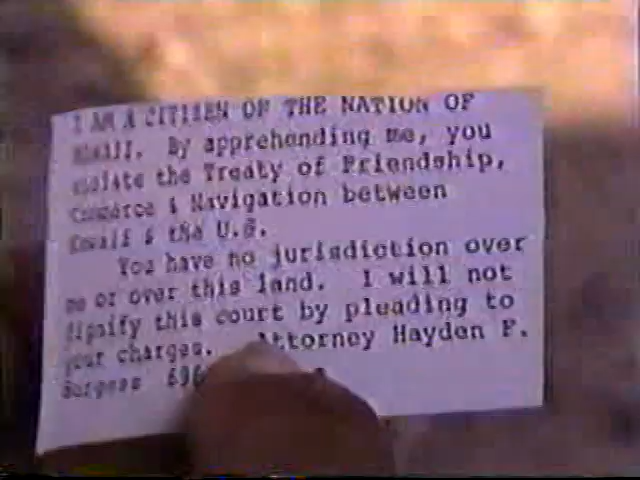 I AM A CITIZEN OF THE NATION OF
Hawaii. By apprehending me, you
violate the Treaty of Friendship,
Commerce & Navigation between
Hawaii & the U.S.
You have no jurisdiction over
me or over this land. I will not
dignify this court by pleading to
your charges. Attorney Hayden F.
Burgess 696